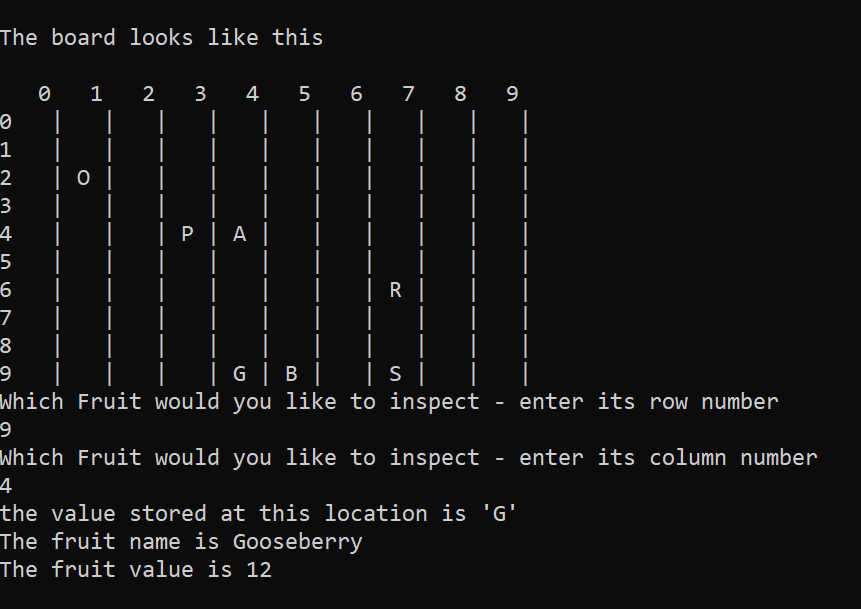 The board looks like this
   0   1   2   3   4   5   6   7   8   9
0   |   |   |   |   |   |   |   |   |   |
1   |   |   |   |   |   |   |   |   |   |
2   | O |   |   |   |   |   |   |   |   |
3   |   |   |   |   |   |   |   |   |   |
4   |   |   | P | A |   |   |   |   |   |
5   |   |   |   |   |   |   |   |   |   |
6   |   |   |   |   |   |   | R |   |   |
7   |   |   |   |   |   |   |   |   |   |
8   |   |   |   |   |   |   |   |   |   |
9   |   |   |   | G | B |   | S |   |   |
Which Fruit would you like to inspect - enter its row number
9
Which Fruit would you like to inspect - enter its column number
4
the value stored at this location is 'G'
The fruit name is Gooseberry
The fruit value is 12